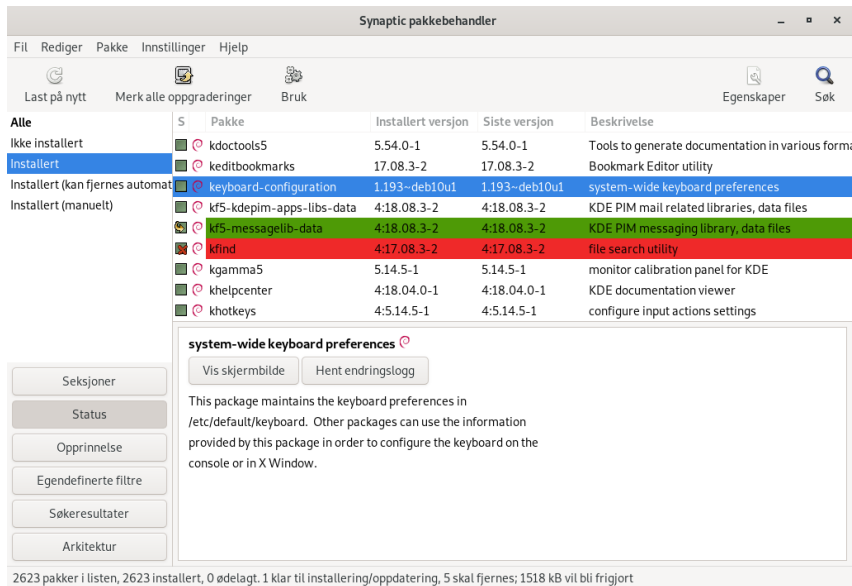 Synaptic pakkebehandler
Fil Rediger Pakke Innstillinger Hjelp
Last på nytt Merk alle oppgraderinger Bruk Egenskaper Søk
Alle
Ikke installert
Installert
Installert (kan fjernes automat
Installert (manuelt)
S Pakke Installert versjon Siste versjon Beskrivelse
kdoctools5 5.54.0-1 5.54.0-1 Tools to generate documentation in various forma
keditbookmarks 17.08.3-2 17.08.3-2 Bookmark Editor utility
keyboard-configuration 1.193~deb10u1 1.193~deb10u1 system-wide keyboard preferences
kf5-kdepim-apps-libs-data 4:18.08.3-2 4:18.08.3-2 KDE PIM mail related libraries, data files
kf5-messagelib-data 4:18.08.3-2 4:18.08.3-2 KDE PIM messaging library, data files
kfind 4:17.08.3-2 4:17.08.3-2 file search utility
kgamma5 5.14.5-1 5.14.5-1 monitor calibration panel for KDE
khelpcenter 4:18.04.0-1 4:18.04.0-1 KDE documentation viewer
khotkeys 4:5.14.5-1 4:5.14.5-1 configure input actions settings
system-wide keyboard preferences
Vis skjermbilde Hent endringslogg
This package maintains the keyboard preferences in
/etc/default/keyboard. Other packages can use the information
provided by this package in order to configure the keyboard on the
console or in X Window.
Seksjoner
Status
Opprinnelse
Egendefinerte filtre
Søkeresultater
Arkitektur
2623 pakker i listen, 2623 installert, 0 ødelagt. 1 klar til installering/oppdatering, 5 skal fjernes; 1518 kB vil bli frigjort